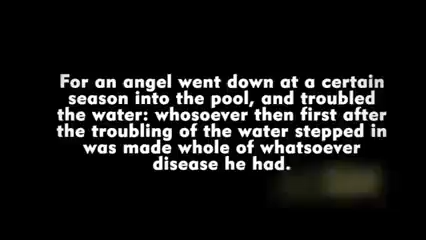 For an angel went down at a certain
season into the pool, and troubled
the water: whosoever then first after
the troubling of the water stepped in
was made whole of whatsoever
disease he had.